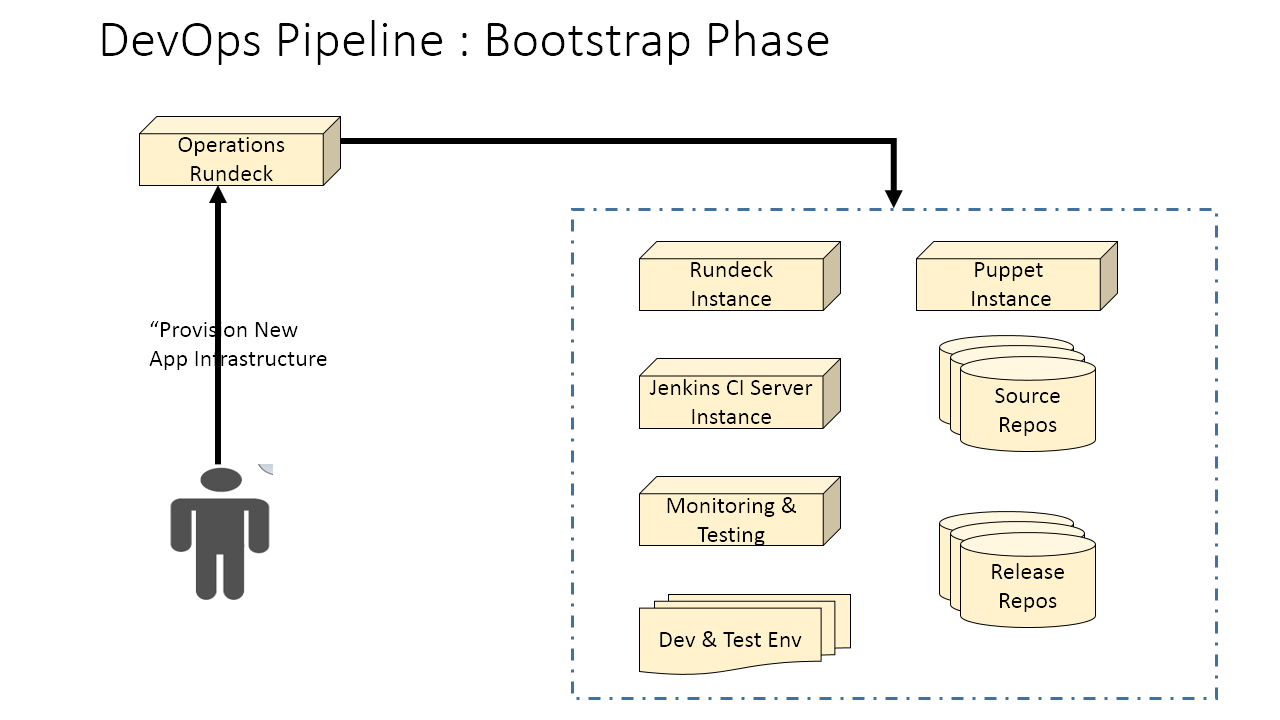 DevOps Pipeline : Bootstrap Phase
Operations
Rundeck
“Provision New
App Infrastructure
Rundeck
Instance
Puppet
Instance
Jenkins CI Server
Instance
Source
Repos
Monitoring &
Testing
Release
Repos
Dev & Test Env